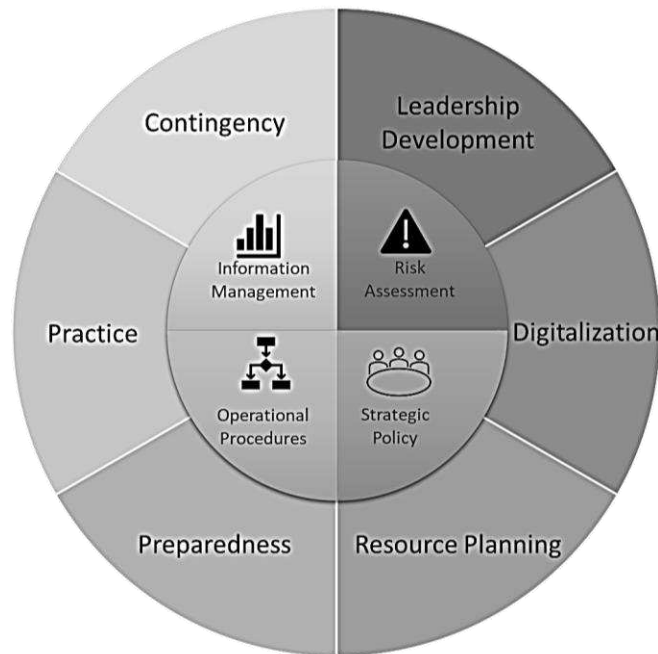 Contingency
Leadership
Development
Information
Management
Risk
Assessment
Practice
Digitalization
Operational
Procedures
Strategic
Policy
Preparedness
Resource Planning